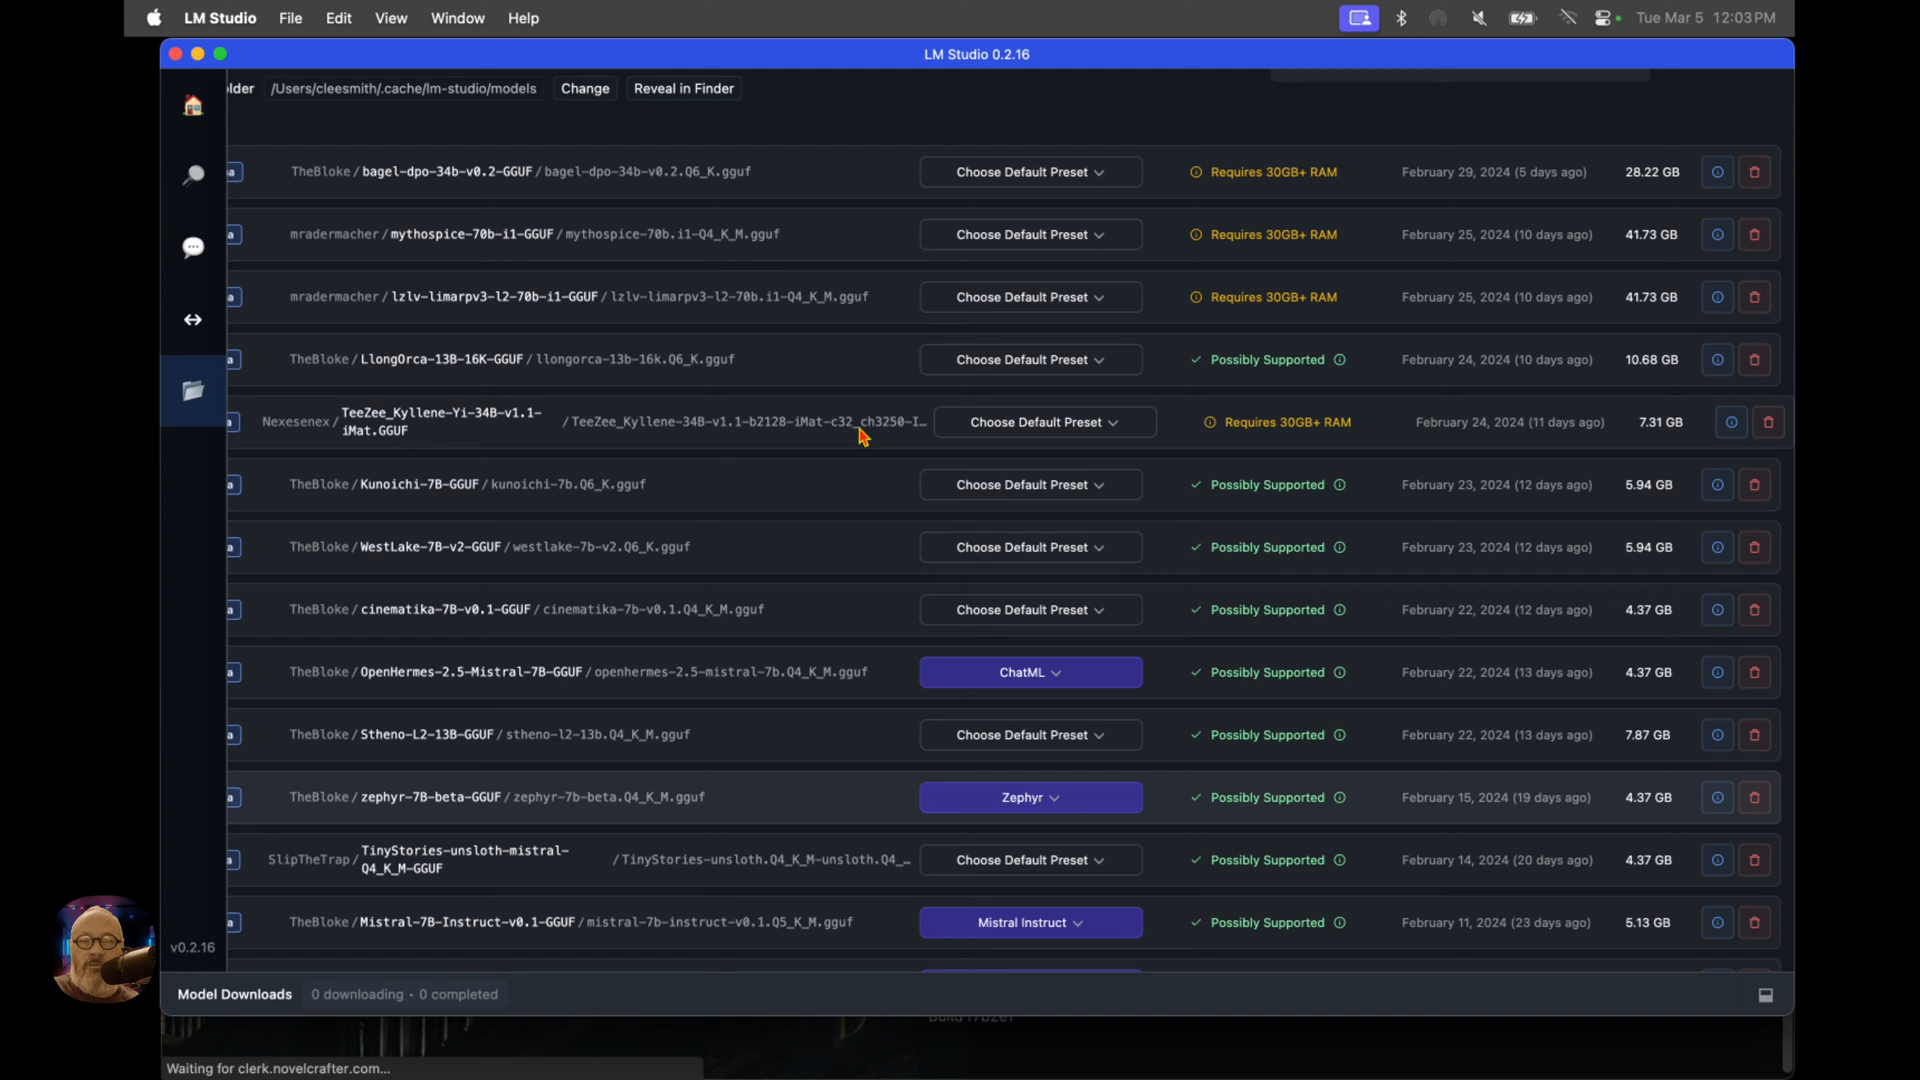 LM Studio File Edit View Window Help
Tue Mar 5 12:03 PM
LM Studio 0.2.16
older /Users/cleesmith/.cache/lm-studio/models Change Reveal in Finder
a TheBloke/bagel-dpo-34b-v0.2-GGUF/bagel-dpo-34b-v0.2.Q6_K.gguf Choose Default Preset Requires 30GB+ RAM February 29, 2024 (5 days ago) 28.22 GB
a mradermacher/mythospice-70b-i1-GGUF/mythospice-70b.i1-Q4_K_M.gguf Choose Default Preset Requires 30GB+ RAM February 25, 2024 (10 days ago) 41.73 GB
a mradermacher/lzlv-limarpv3-l2-70b-i1-GGUF/lzlv-limarpv3-l2-70b.i1-Q4_K_M.gguf Choose Default Preset Requires 30GB+ RAM February 25, 2024 (10 days ago) 41.73 GB
a TheBloke/LlongOrca-13B-16K-GGUF/llongorca-13b-16k.Q6_K.gguf Choose Default Preset Possibly Supported February 24, 2024 (10 days ago) 10.68 GB
a Nexesenex/TeeZee_Kyllene-Yi-34B-v1.1-
iMat.GGUF/TeeZee_Kyllene-34B-v1.1-b2128-iMat-c32_ch3250-I… Choose Default Preset Requires 30GB+ RAM February 24, 2024 (11 days ago) 7.31 GB
a TheBloke/Kunoichi-7B-GGUF/kunoichi-7b.Q6_K.gguf Choose Default Preset Possibly Supported February 23, 2024 (12 days ago) 5.94 GB
a TheBloke/WestLake-7B-v2-GGUF/westlake-7b-v2.Q6_K.gguf Choose Default Preset Possibly Supported February 23, 2024 (12 days ago) 5.94 GB
a TheBloke/cinematika-7B-v0.1-GGUF/cinematika-7b-v0.1.Q4_K_M.gguf Choose Default Preset Possibly Supported February 22, 2024 (12 days ago) 4.37 GB
a TheBloke/OpenHermes-2.5-Mistral-7B-GGUF/openhermes-2.5-mistral-7b.Q4_K_M.gguf ChatML Possibly Supported February 22, 2024 (13 days ago) 4.37 GB
a TheBloke/Stheno-L2-13B-GGUF/stheno-l2-13b.Q4_K_M.gguf Choose Default Preset Possibly Supported February 22, 2024 (13 days ago) 7.87 GB
a TheBloke/zephyr-7B-beta-GGUF/zephyr-7b-beta.Q4_K_M.gguf Zephyr Possibly Supported February 15, 2024 (19 days ago) 4.37 GB
a SlipTheTrap/TinyStories-unsloth-mistral-
Q4_K_M-GGUF/TinyStories-unsloth.Q4_K_M-unsloth.Q4_… Choose Default Preset Possibly Supported February 14, 2024 (20 days ago) 4.37 GB
a TheBloke/Mistral-7B-Instruct-v0.1-GGUF/mistral-7b-instruct-v0.1.Q5_K_M.gguf Mistral Instruct Possibly Supported February 11, 2024 (23 days ago) 5.13 GB
v0.2.16
Model Downloads 0 downloading • 0 completed
Waiting for clerk.novelcrafter.com...